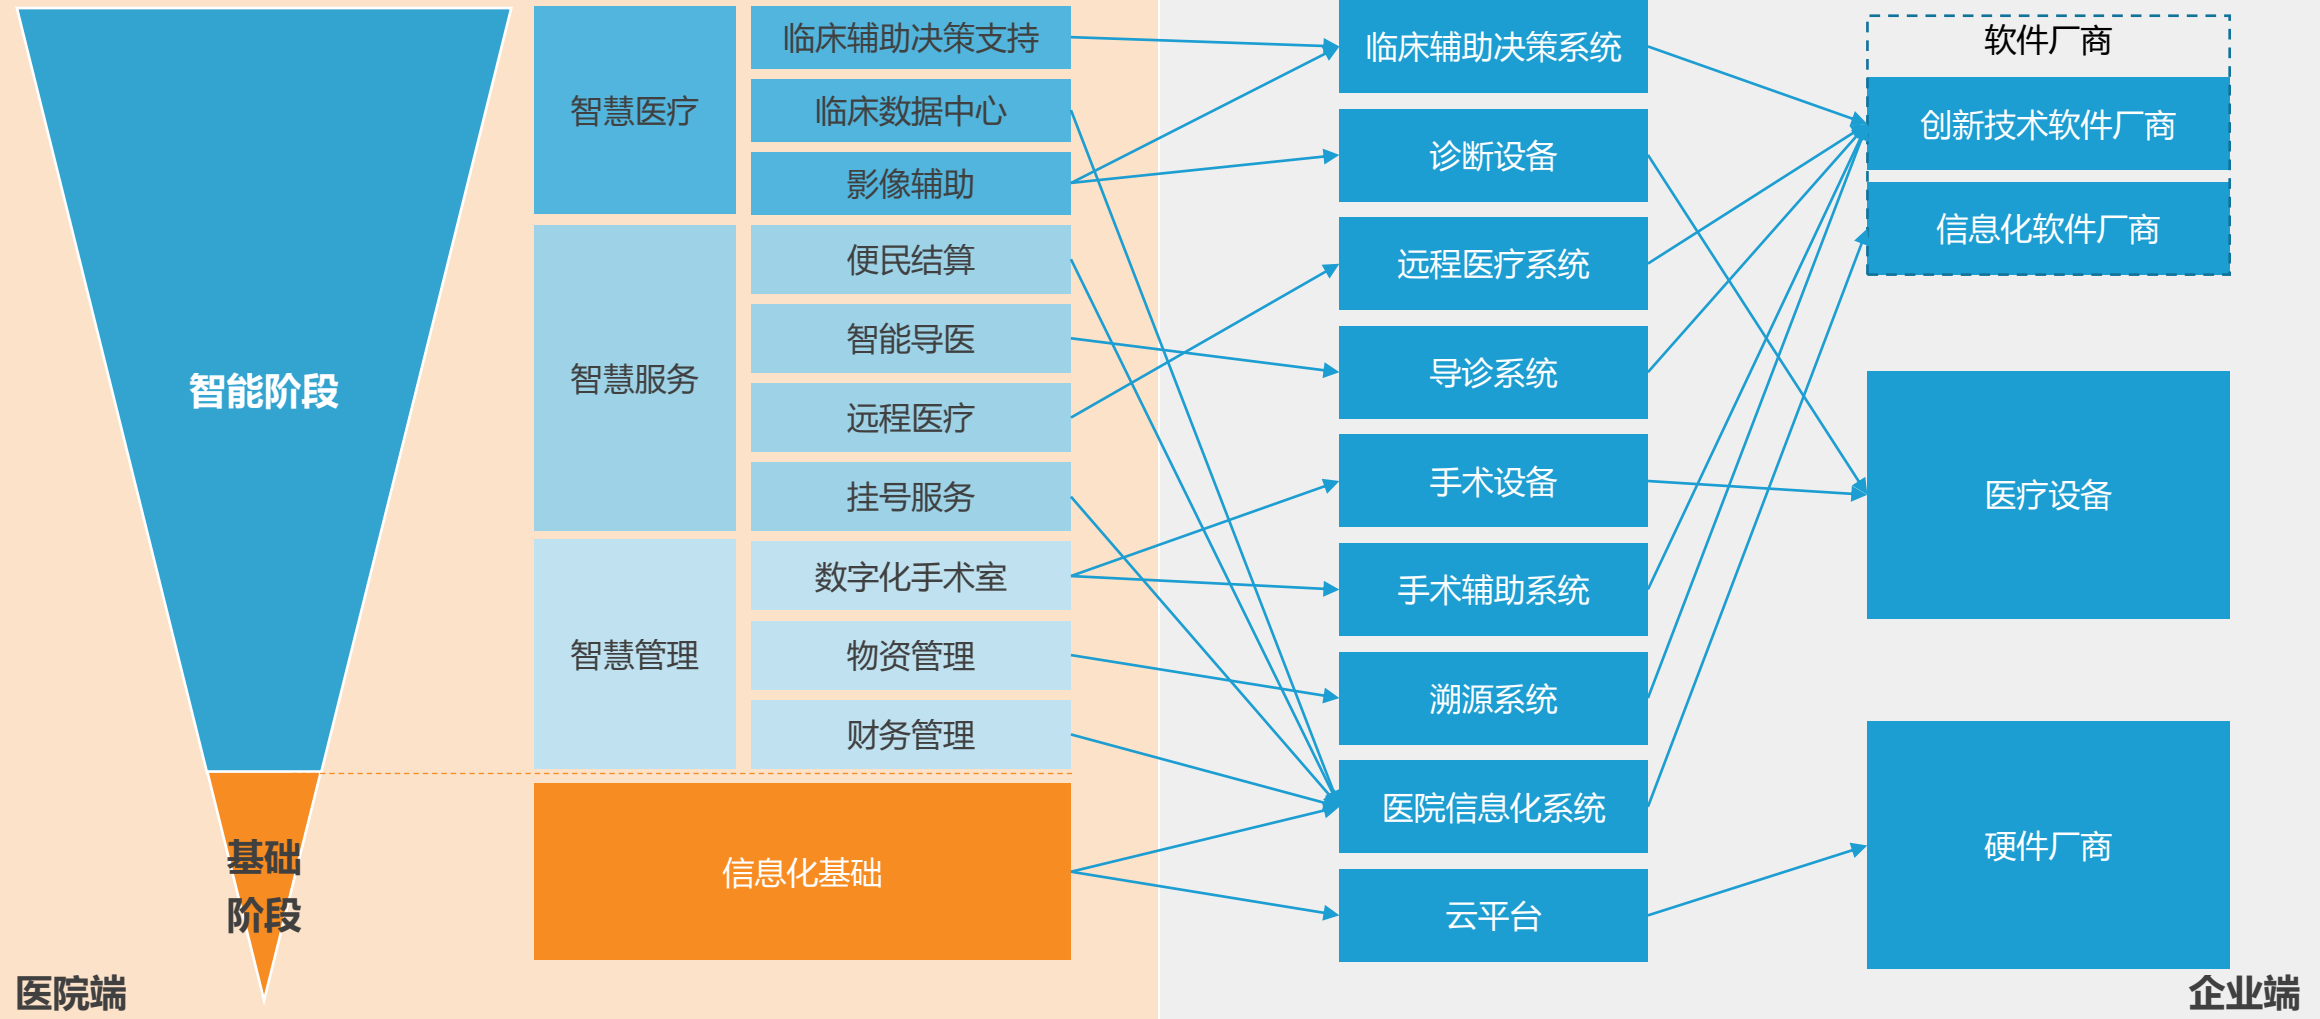 智能阶段
基础
阶段
医院端
智慧医疗
临床辅助决策支持
临床数据中心
影像辅助
智慧服务
便民结算
智能导医
远程医疗
挂号服务
智慧管理
数字化手术室
物资管理
财务管理
信息化基础
临床辅助决策系统
诊断设备
远程医疗系统
导诊系统
手术设备
手术辅助系统
溯源系统
医院信息化系统
云平台
软件厂商
创新技术软件厂商
信息化软件厂商
医疗设备
硬件厂商
企业端